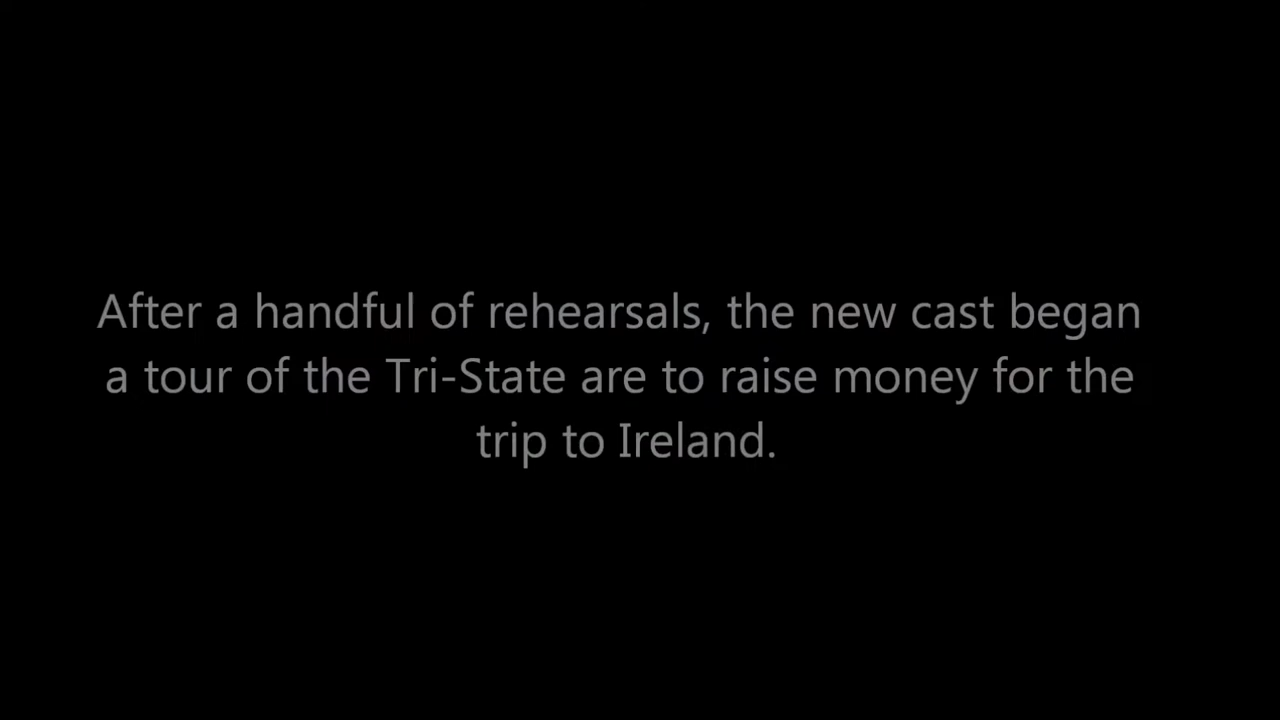 After a handful of rehearsals, the new cast began
a tour of the Tri-State are to raise money for the
trip to Ireland.